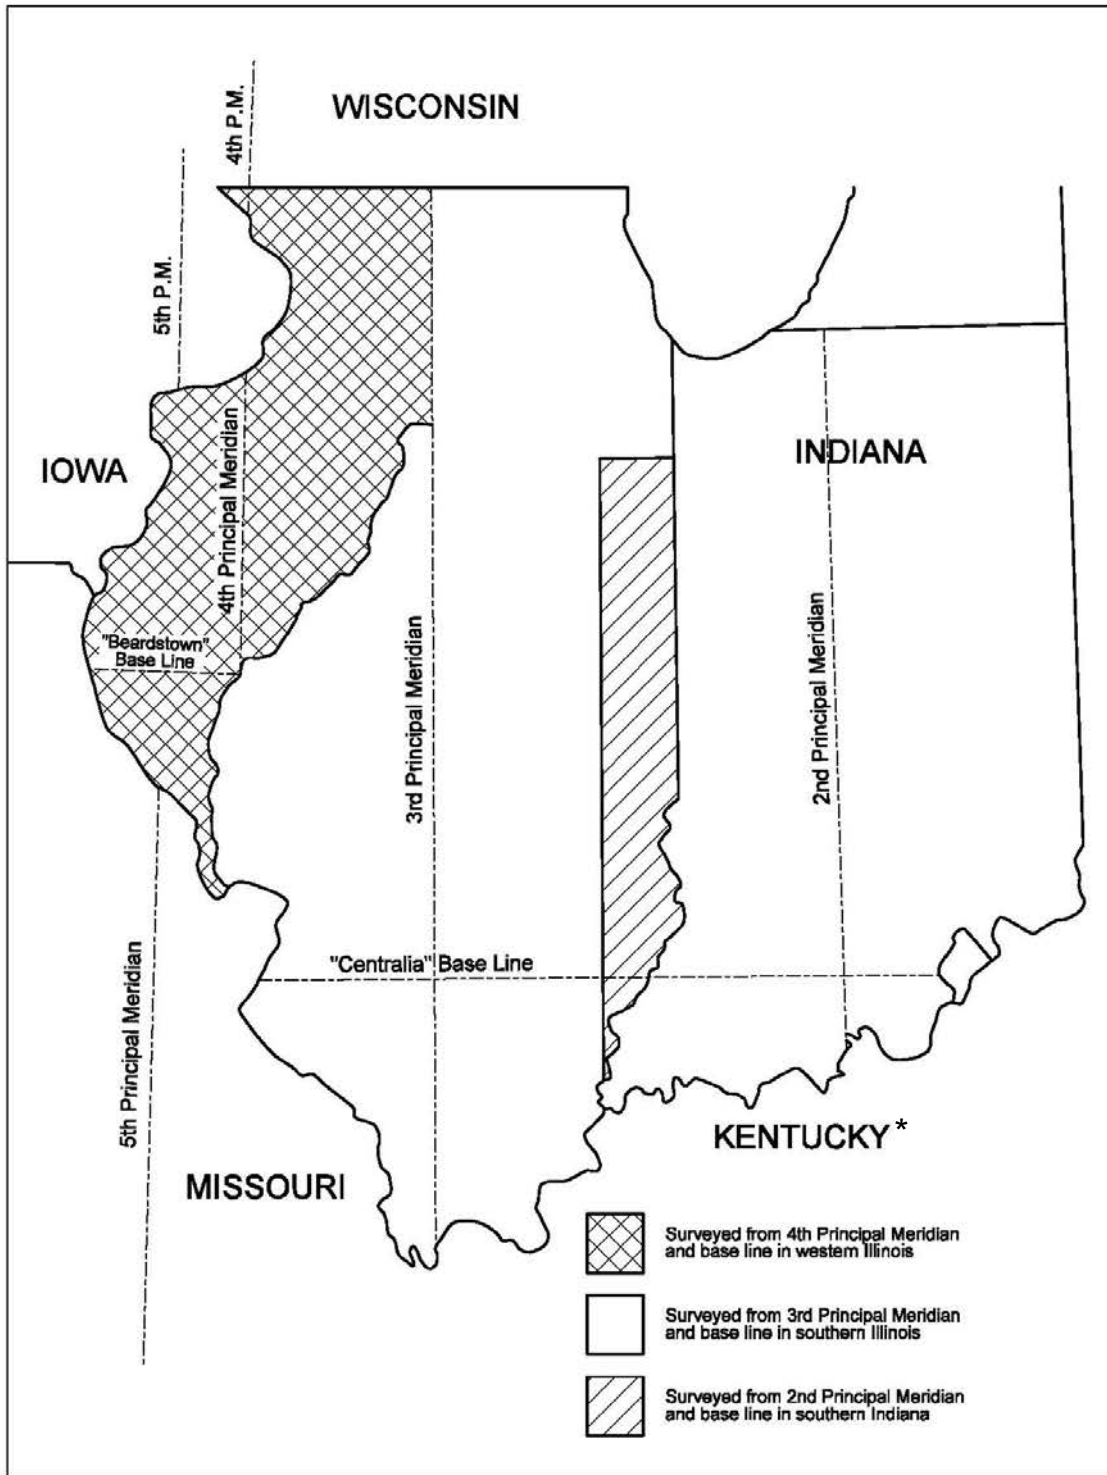 WISCONSIN
4th P.M.
5th P.M.
IOWA
INDIANA
4th Principal Meridian
"Beardstown"
Base Line
3rd Principal Meridian
2nd Principal Meridian
"Centralia" Base Line
5th Principal Meridian
KENTUCKY*
MISSOURI
Surveyed from 4th Principal Meridian
and base line in western Illinois
Surveyed from 3rd Principal Meridian
and base line in southern Illinois
Surveyed from 2nd Principal Meridian
and base line in southern Indiana